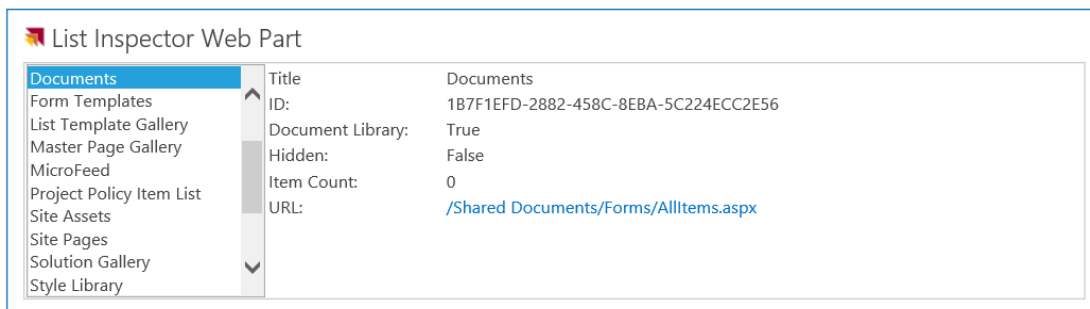 List Inspector Web Part
Documents
Form Templates
List Template Gallery
Master Page Gallery
MicroFeed
Project Policy Item List
Site Assets
Site Pages
Solution Gallery
Style Library
Title Documents
ID: 1B7F1EFD-2882-458C-8EBA-5C224ECC2E56
Document Library: True
Hidden: False
Item Count: 0
URL: /Shared Documents/Forms/AllItems.aspx